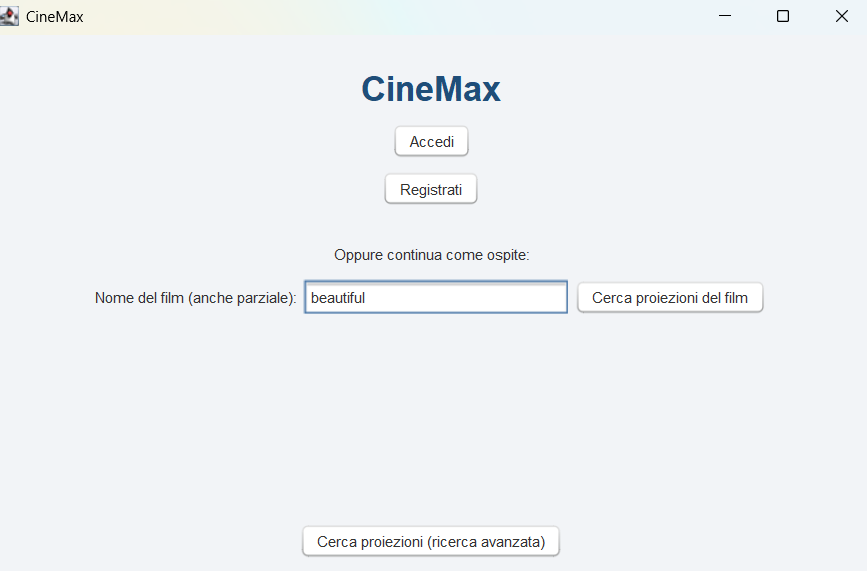 CineMax
CineMax
Accedi
Registrati
Oppure continua come ospite:
Nome del film (anche parziale): beautiful Cerca proiezioni del film
Cerca proiezioni (ricerca avanzata)